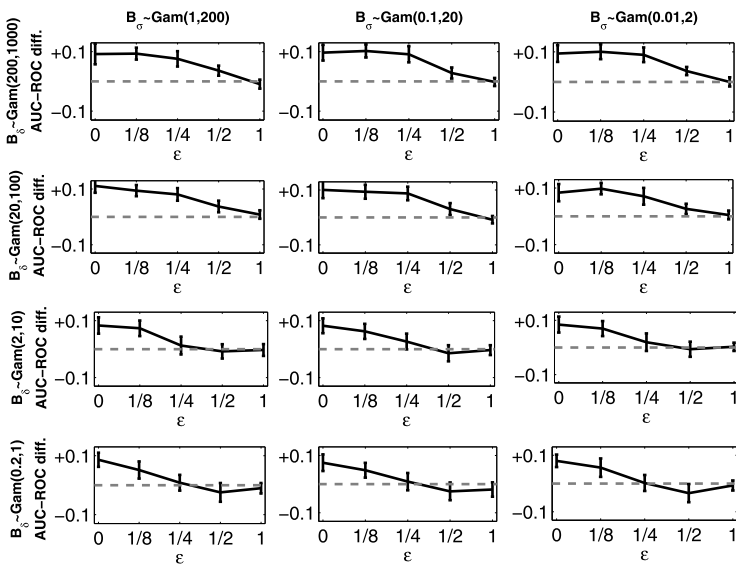 B_σ~Gam(1,200) B_σ~Gam(0.1,20) B_σ~Gam(0.01,2)
B_δ~Gam(200,1000)
AUC−ROC diff.
+0.1 +0.1 +0.1
−0.1 −0.1 −0.1
0 1/8 1/4 1/2 1 0 1/8 1/4 1/2 1 0 1/8 1/4 1/2 1
ε ε ε
B_δ~Gam(20,100)
AUC−ROC diff.
+0.1 +0.1 +0.1
−0.1 −0.1 −0.1
0 1/8 1/4 1/2 1 0 1/8 1/4 1/2 1 0 1/8 1/4 1/2 1
ε ε ε
B_δ~Gam(2,10)
AUC−ROC diff.
+0.1 +0.1 +0.1
−0.1 −0.1 −0.1
0 1/8 1/4 1/2 1 0 1/8 1/4 1/2 1 0 1/8 1/4 1/2 1
ε ε ε
B_δ~Gam(0.2,1)
AUC−ROC diff.
+0.1 +0.1 +0.1
−0.1 −0.1 −0.1
0 1/8 1/4 1/2 1 0 1/8 1/4 1/2 1 0 1/8 1/4 1/2 1
ε ε ε